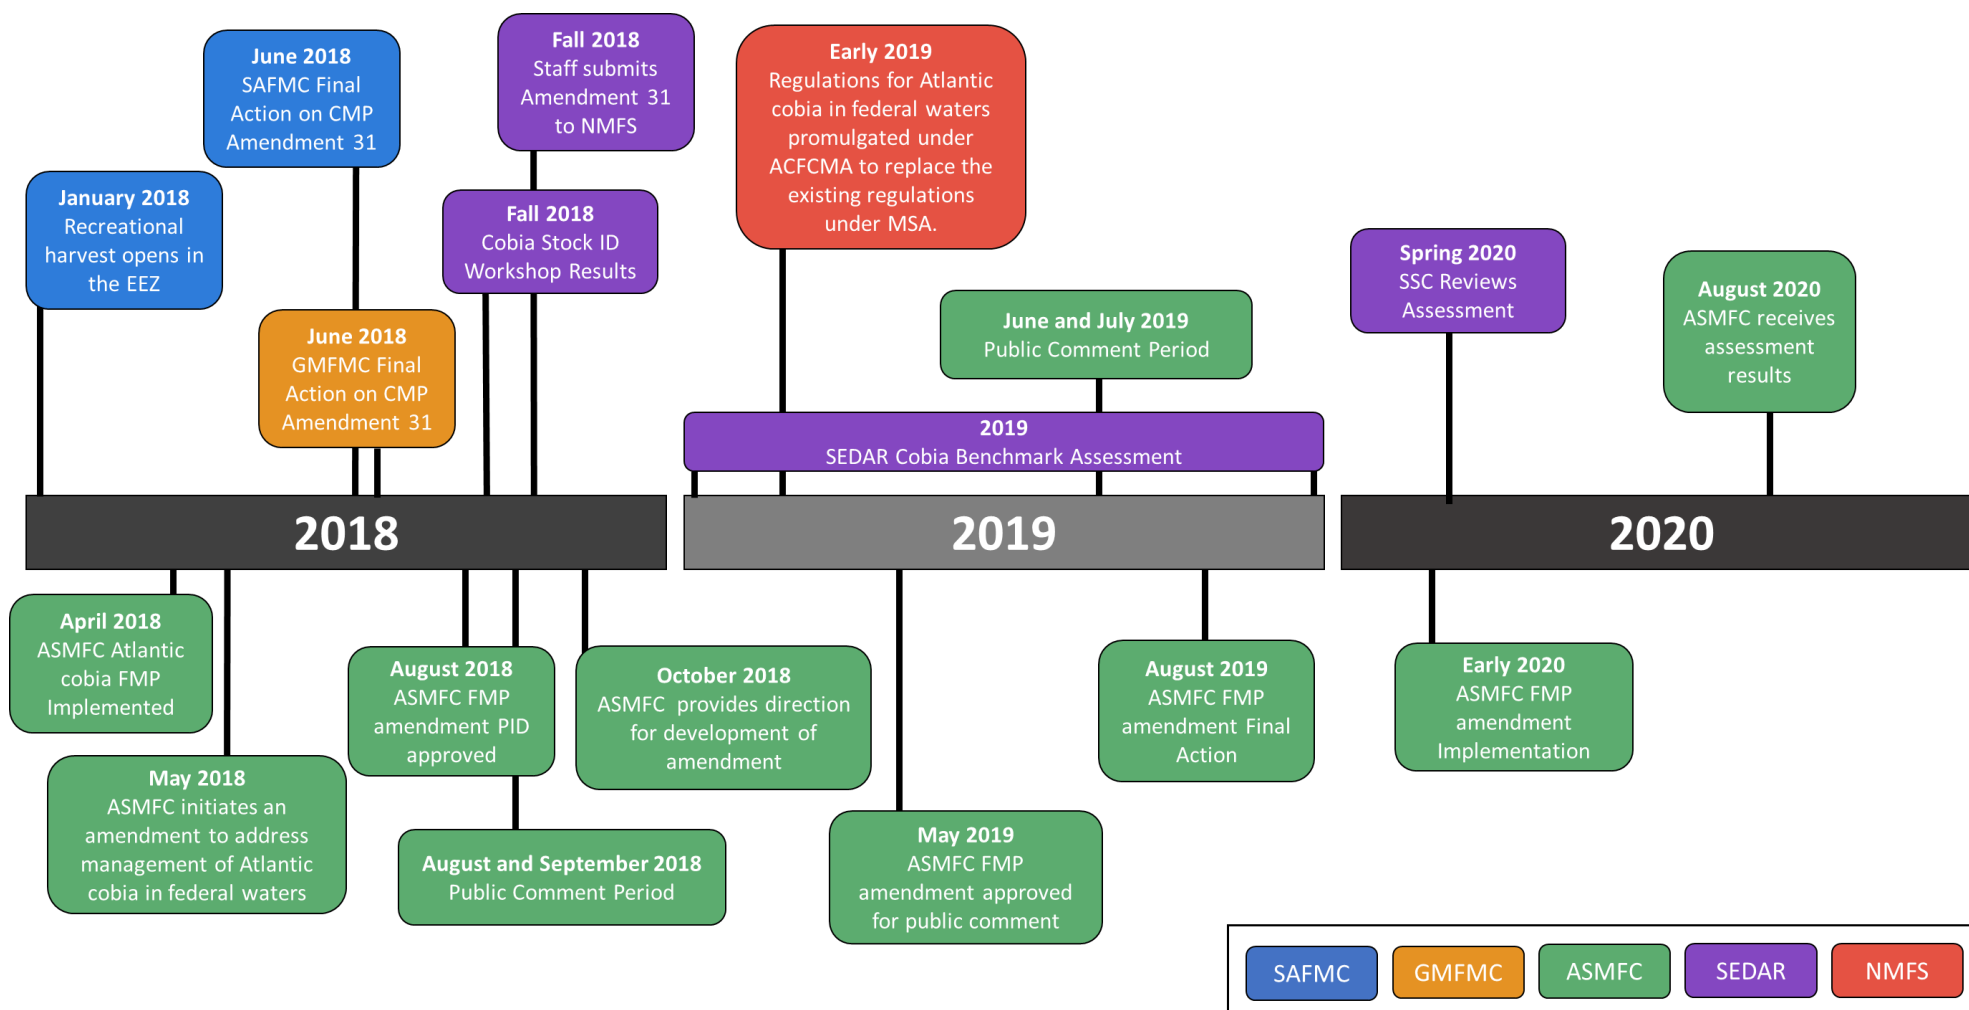 January 2018
Recreational
harvest opens in
the EEZ
June 2018
SAFMC Final
Action on CMP
Amendment 31
June 2018
GMFMC Final
Action on CMP
Amendment 31
Fall 2018
Staff submits
Amendment 31
to NMFS
Fall 2018
Cobia Stock ID
Workshop Results
Early 2019
Regulations for Atlantic
cobia in federal waters
promulgated under
ACFCMA to replace the
existing regulations
under MSA.
June and July 2019
Public Comment Period
2019
SEDAR Cobia Benchmark Assessment
Spring 2020
SSC Reviews
Assessment
August 2020
ASMFC receives
assessment
results
2018
2019
2020
April 2018
ASMFC Atlantic
cobia FMP
Implemented
May 2018
ASMFC initiates an
amendment to address
management of Atlantic
cobia in federal waters
August 2018
ASMFC FMP
amendment PID
approved
August and September 2018
Public Comment Period
October 2018
ASMFC provides direction
for development of
amendment
May 2019
ASMFC FMP
amendment approved
for public comment
August 2019
ASMFC FMP
amendment Final
Action
Early 2020
ASMFC FMP
amendment
Implementation
SAFMC
GMFMC
ASMFC
SEDAR
NMFS